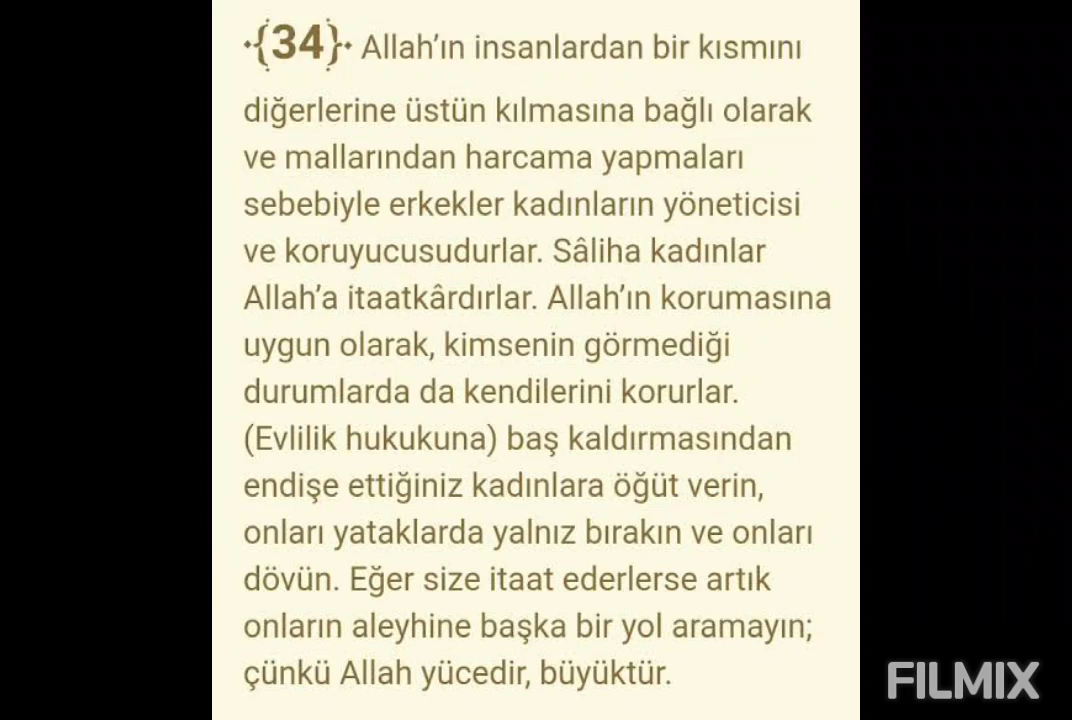 {34} Allah’ın insanlardan bir kısmını
diğerlerine üstün kılmasına bağlı olarak
ve mallarından harcama yapmaları
sebebiyle erkekler kadınların yöneticisi
ve koruyucusudurlar. Sâliha kadınlar
Allah’a itaatkârdırlar. Allah’ın korumasına
uygun olarak, kimsenin görmediği
durumlarda da kendilerini korurlar.
(Evlilik hukukuna) baş kaldırmasından
endişe ettiğiniz kadınlara öğüt verin,
onları yataklarda yalnız bırakın ve onları
dövün. Eğer size itaat ederlerse artık
onların aleyhine başka bir yol aramayın;
çünkü Allah yücedir, büyüktür.
FILMIX